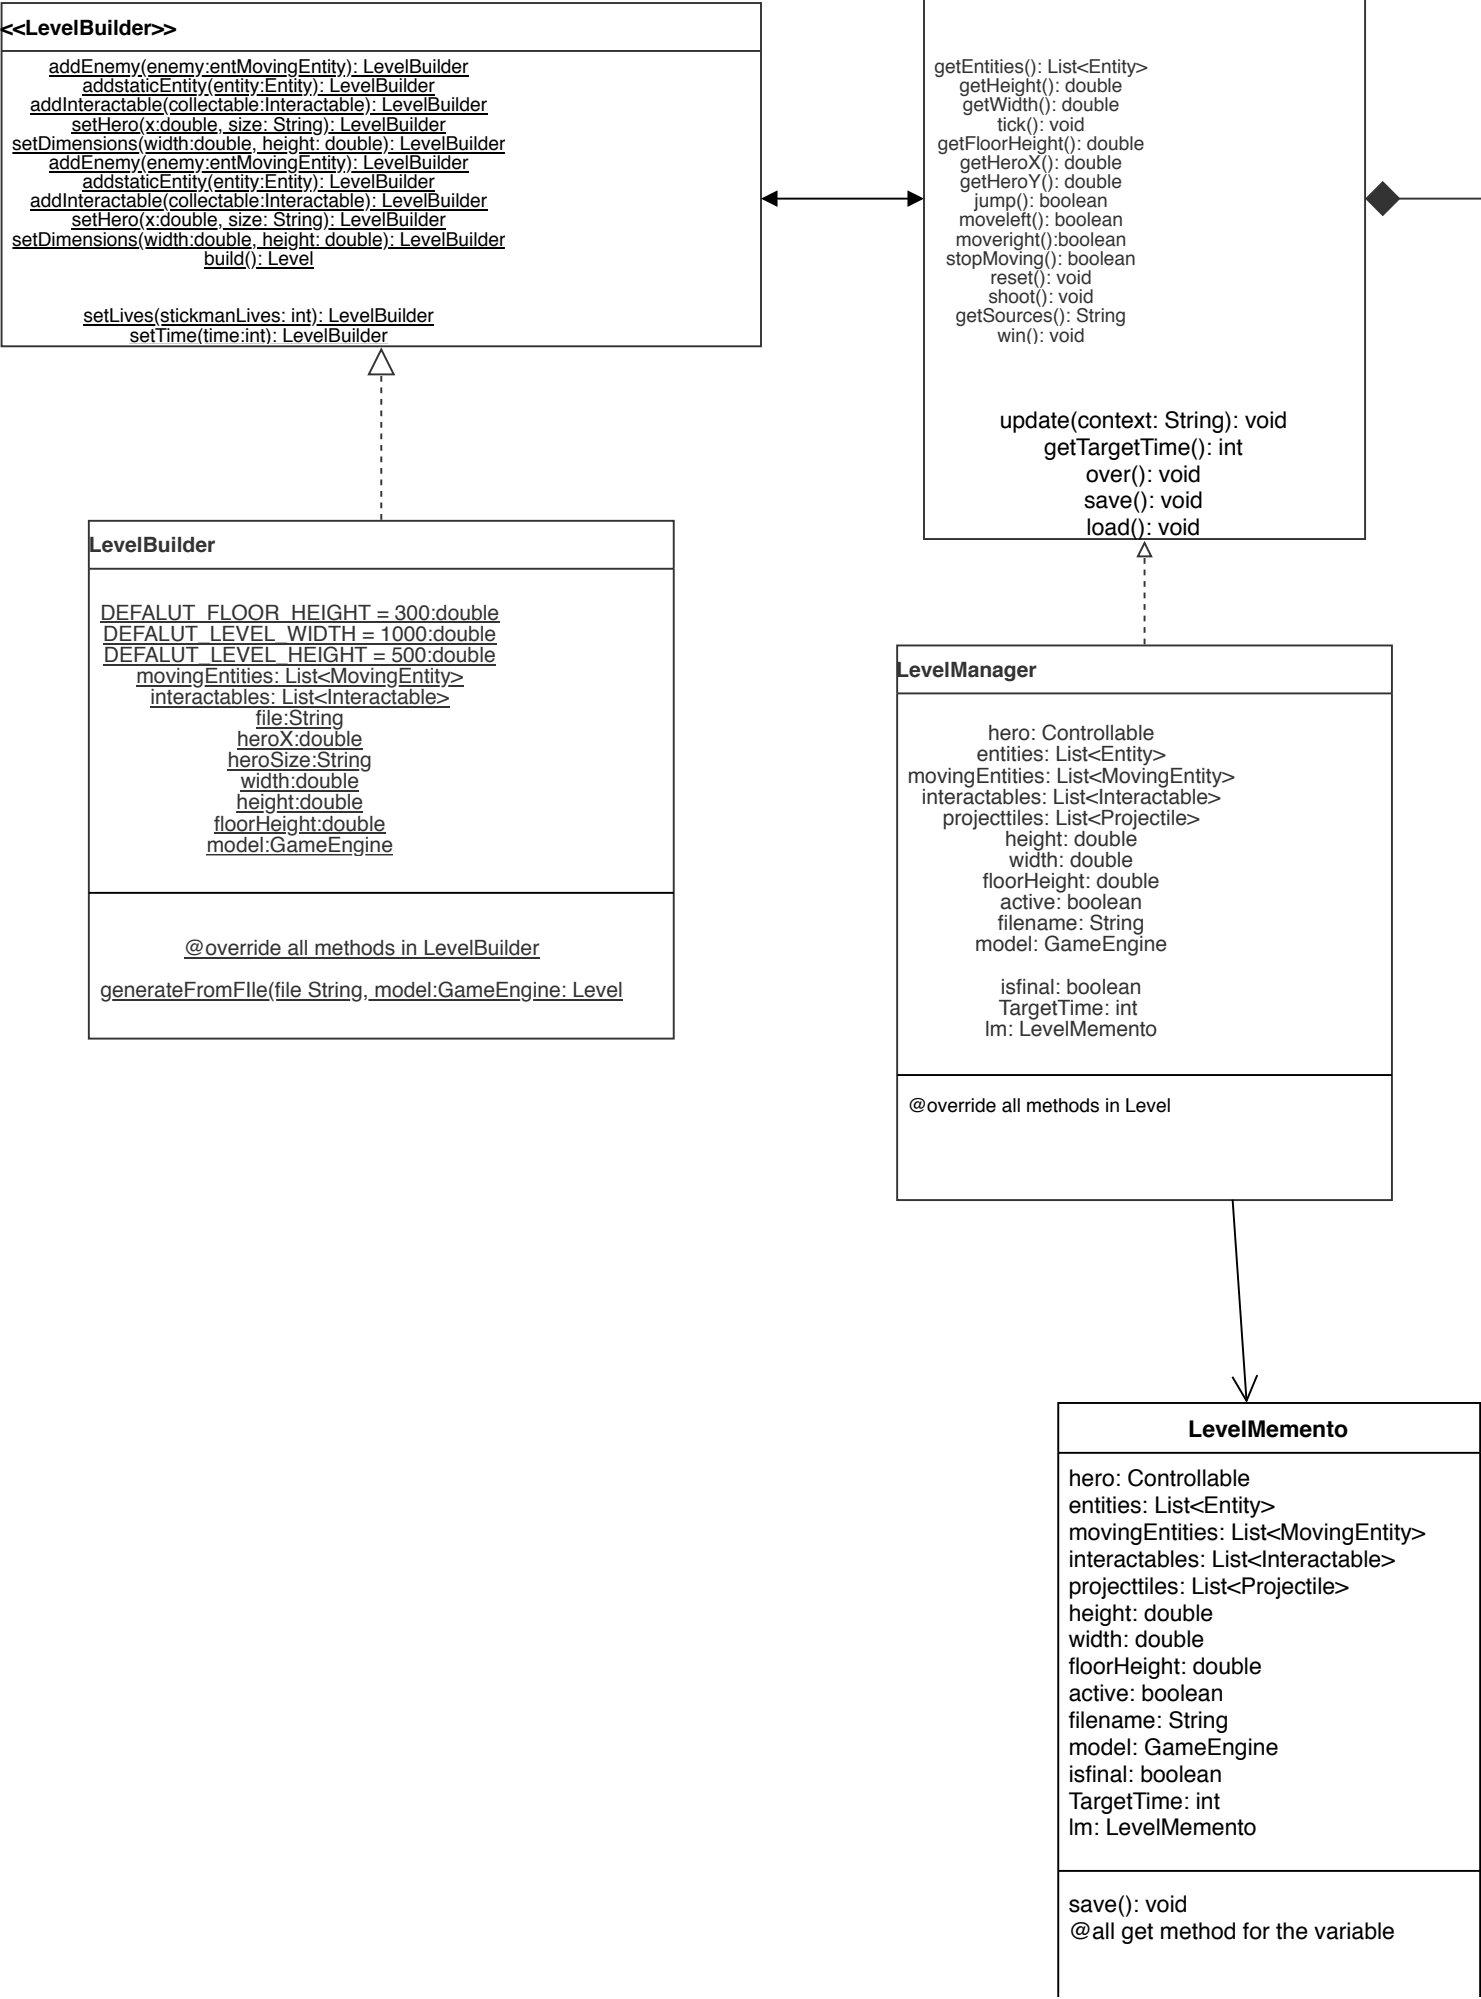 <<LevelBuilder>>
addEnemy(enemy:entMovingEntity): LevelBuilder
addstaticEntity(entity:Entity): LevelBuilder
addInteractable(collectable:Interactable): LevelBuilder
setHero(x:double, size: String): LevelBuilder
setDimensions(width:double, height: double): LevelBuilder
addEnemy(enemy:entMovingEntity): LevelBuilder
addstaticEntity(entity:Entity): LevelBuilder
addInteractable(collectable:Interactable): LevelBuilder
setHero(x:double, size: String): LevelBuilder
setDimensions(width:double, height: double): LevelBuilder
build(): Level
setLives(stickmanLives: int): LevelBuilder
setTime(time:int): LevelBuilder
getEntities(): List<Entity>
getHeight(): double
getWidth(): double
tick(): void
getFloorHeight(): double
getHeroX(): double
getHeroY(): double
jump(): boolean
moveleft(): boolean
moveright():boolean
stopMoving(): boolean
reset(): void
shoot(): void
getSources(): String
win(): void
update(context: String): void
getTargetTime(): int
over(): void
save(): void
load(): void
LevelBuilder
DEFALUT_FLOOR_HEIGHT = 300:double
DEFALUT_LEVEL_WIDTH = 1000:double
DEFALUT_LEVEL_HEIGHT = 500:double
movingEntities: List<MovingEntity>
interactables: List<Interactable>
file:String
heroX:double
heroSize:String
width:double
height:double
floorHeight:double
model:GameEngine
@override all methods in LevelBuilder
generateFromFIle(file String, model:GameEngine: Level
LevelManager
hero: Controllable
entities: List<Entity>
movingEntities: List<MovingEntity>
interactables: List<Interactable>
projecttiles: List<Projectile>
height: double
width: double
floorHeight: double
active: boolean
filename: String
model: GameEngine
isfinal: boolean
TargetTime: int
lm: LevelMemento
@override all methods in Level
LevelMemento
hero: Controllable
entities: List<Entity>
movingEntities: List<MovingEntity>
interactables: List<Interactable>
projecttiles: List<Projectile>
height: double
width: double
floorHeight: double
active: boolean
filename: String
model: GameEngine
isfinal: boolean
TargetTime: int
lm: LevelMemento
save(): void
@all get method for the variable